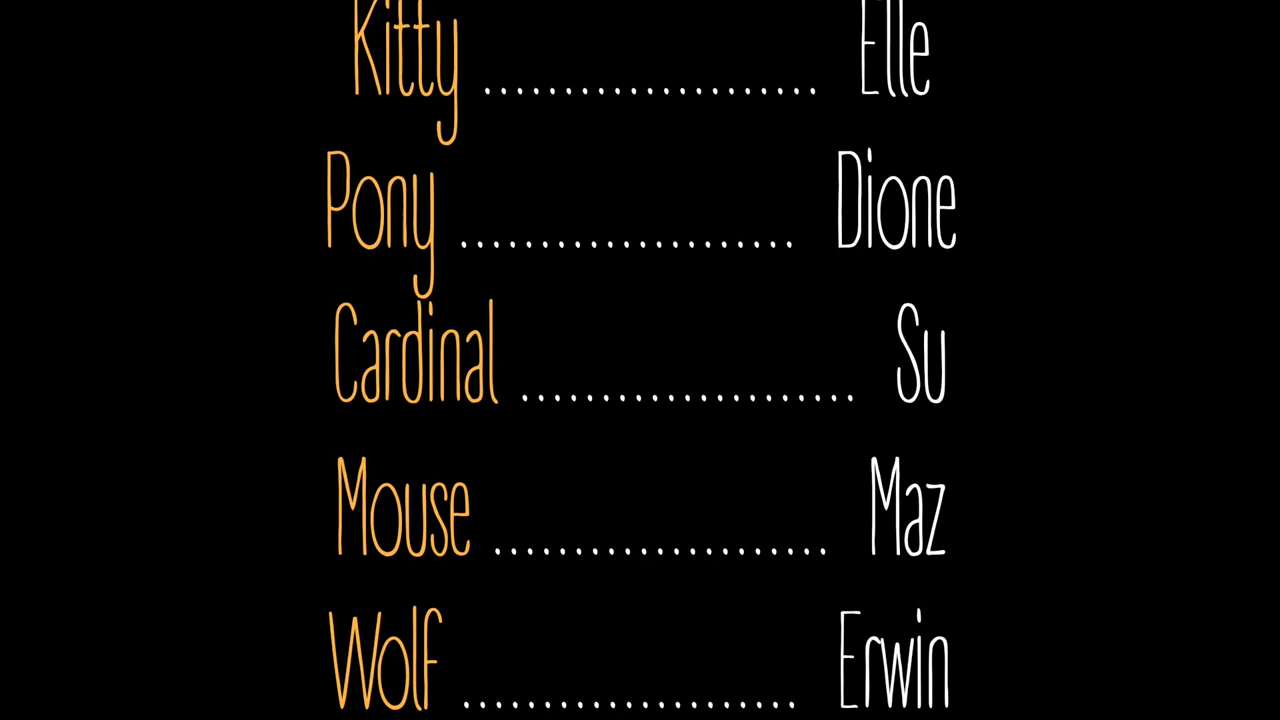 Kitty ..................... Elle
Pony ..................... Dione
Cardinal ..................... Su
Mouse ..................... Maz
Wolf ..................... Erwin